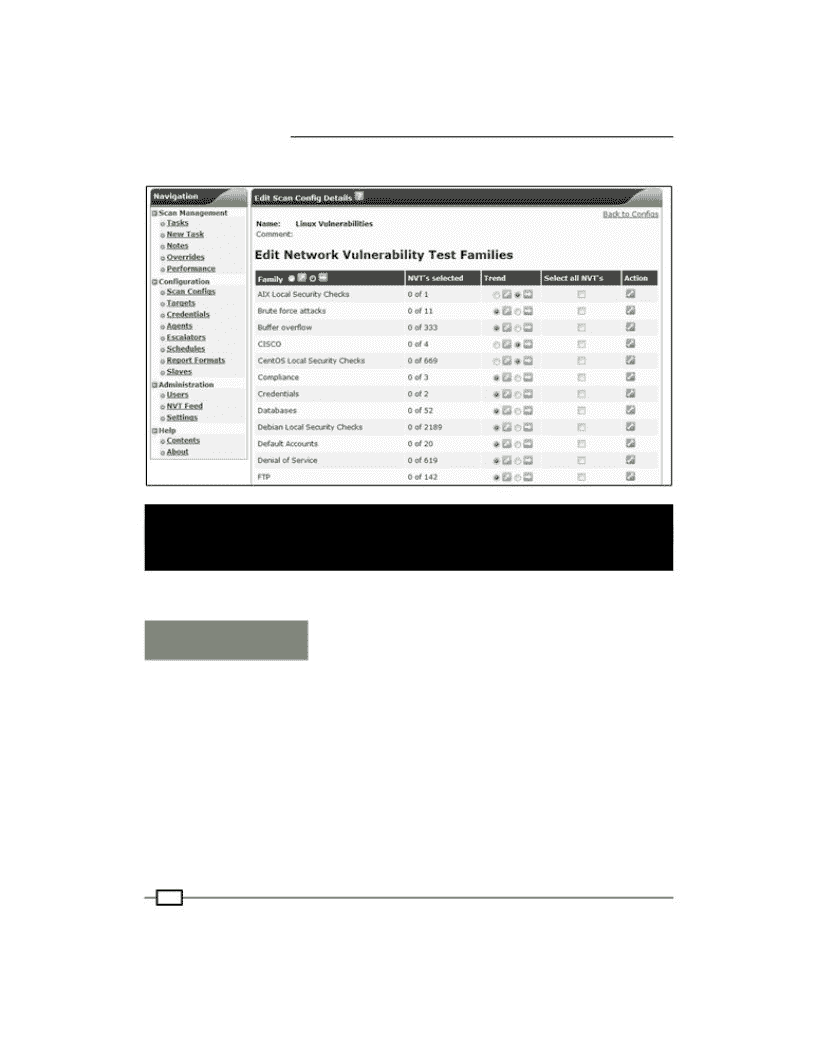 Navigation
Scan Management
Tasks
New Task
Notes
Overrides
Performance
Configuration
Scan Configs
Targets
Credentials
Agents
Escalators
Schedules
Report Formats
Slaves
Administration
Users
NVT Feed
Settings
Help
Contents
About
Edit Scan Config Details ?
Back to Configs
Name: Linux Vulnerabilities
Comment:
Edit Network Vulnerability Test Families
Family NVT's selected Trend Select all NVT's Action
AIX Local Security Checks 0 of 1
Brute force attacks 0 of 11
Buffer overflow 0 of 333
CISCO 0 of 4
CentOS Local Security Checks 0 of 669
Compliance 0 of 3
Credentials 0 of 2
Databases 0 of 52
Debian Local Security Checks 0 of 2189
Default Accounts 0 of 20
Denial of Service 0 of 619
FTP 0 of 142